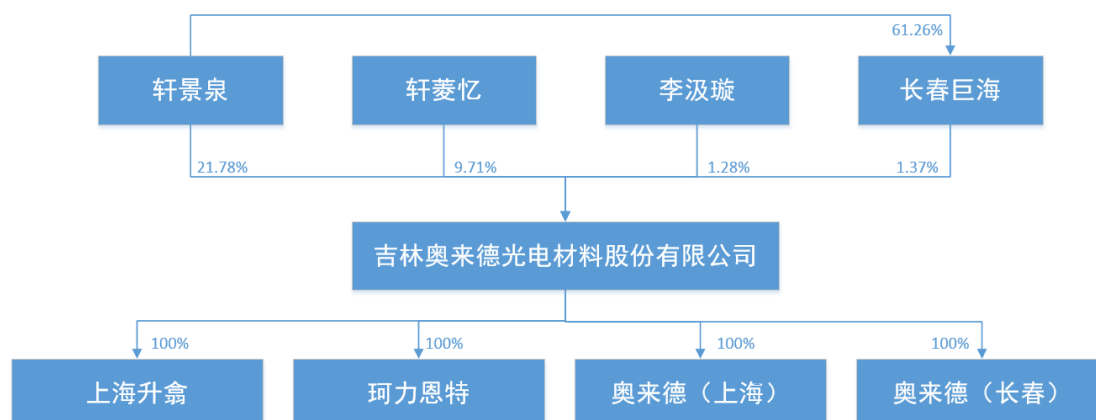 61.26%
轩景泉
轩菱忆
李汲璇
长春巨海
21.78%
9.71%
1.28%
1.37%
吉林奥来德光电材料股份有限公司
100%
100%
100%
100%
上海升翕
珂力恩特
奥来德（上海）
奥来德（长春）